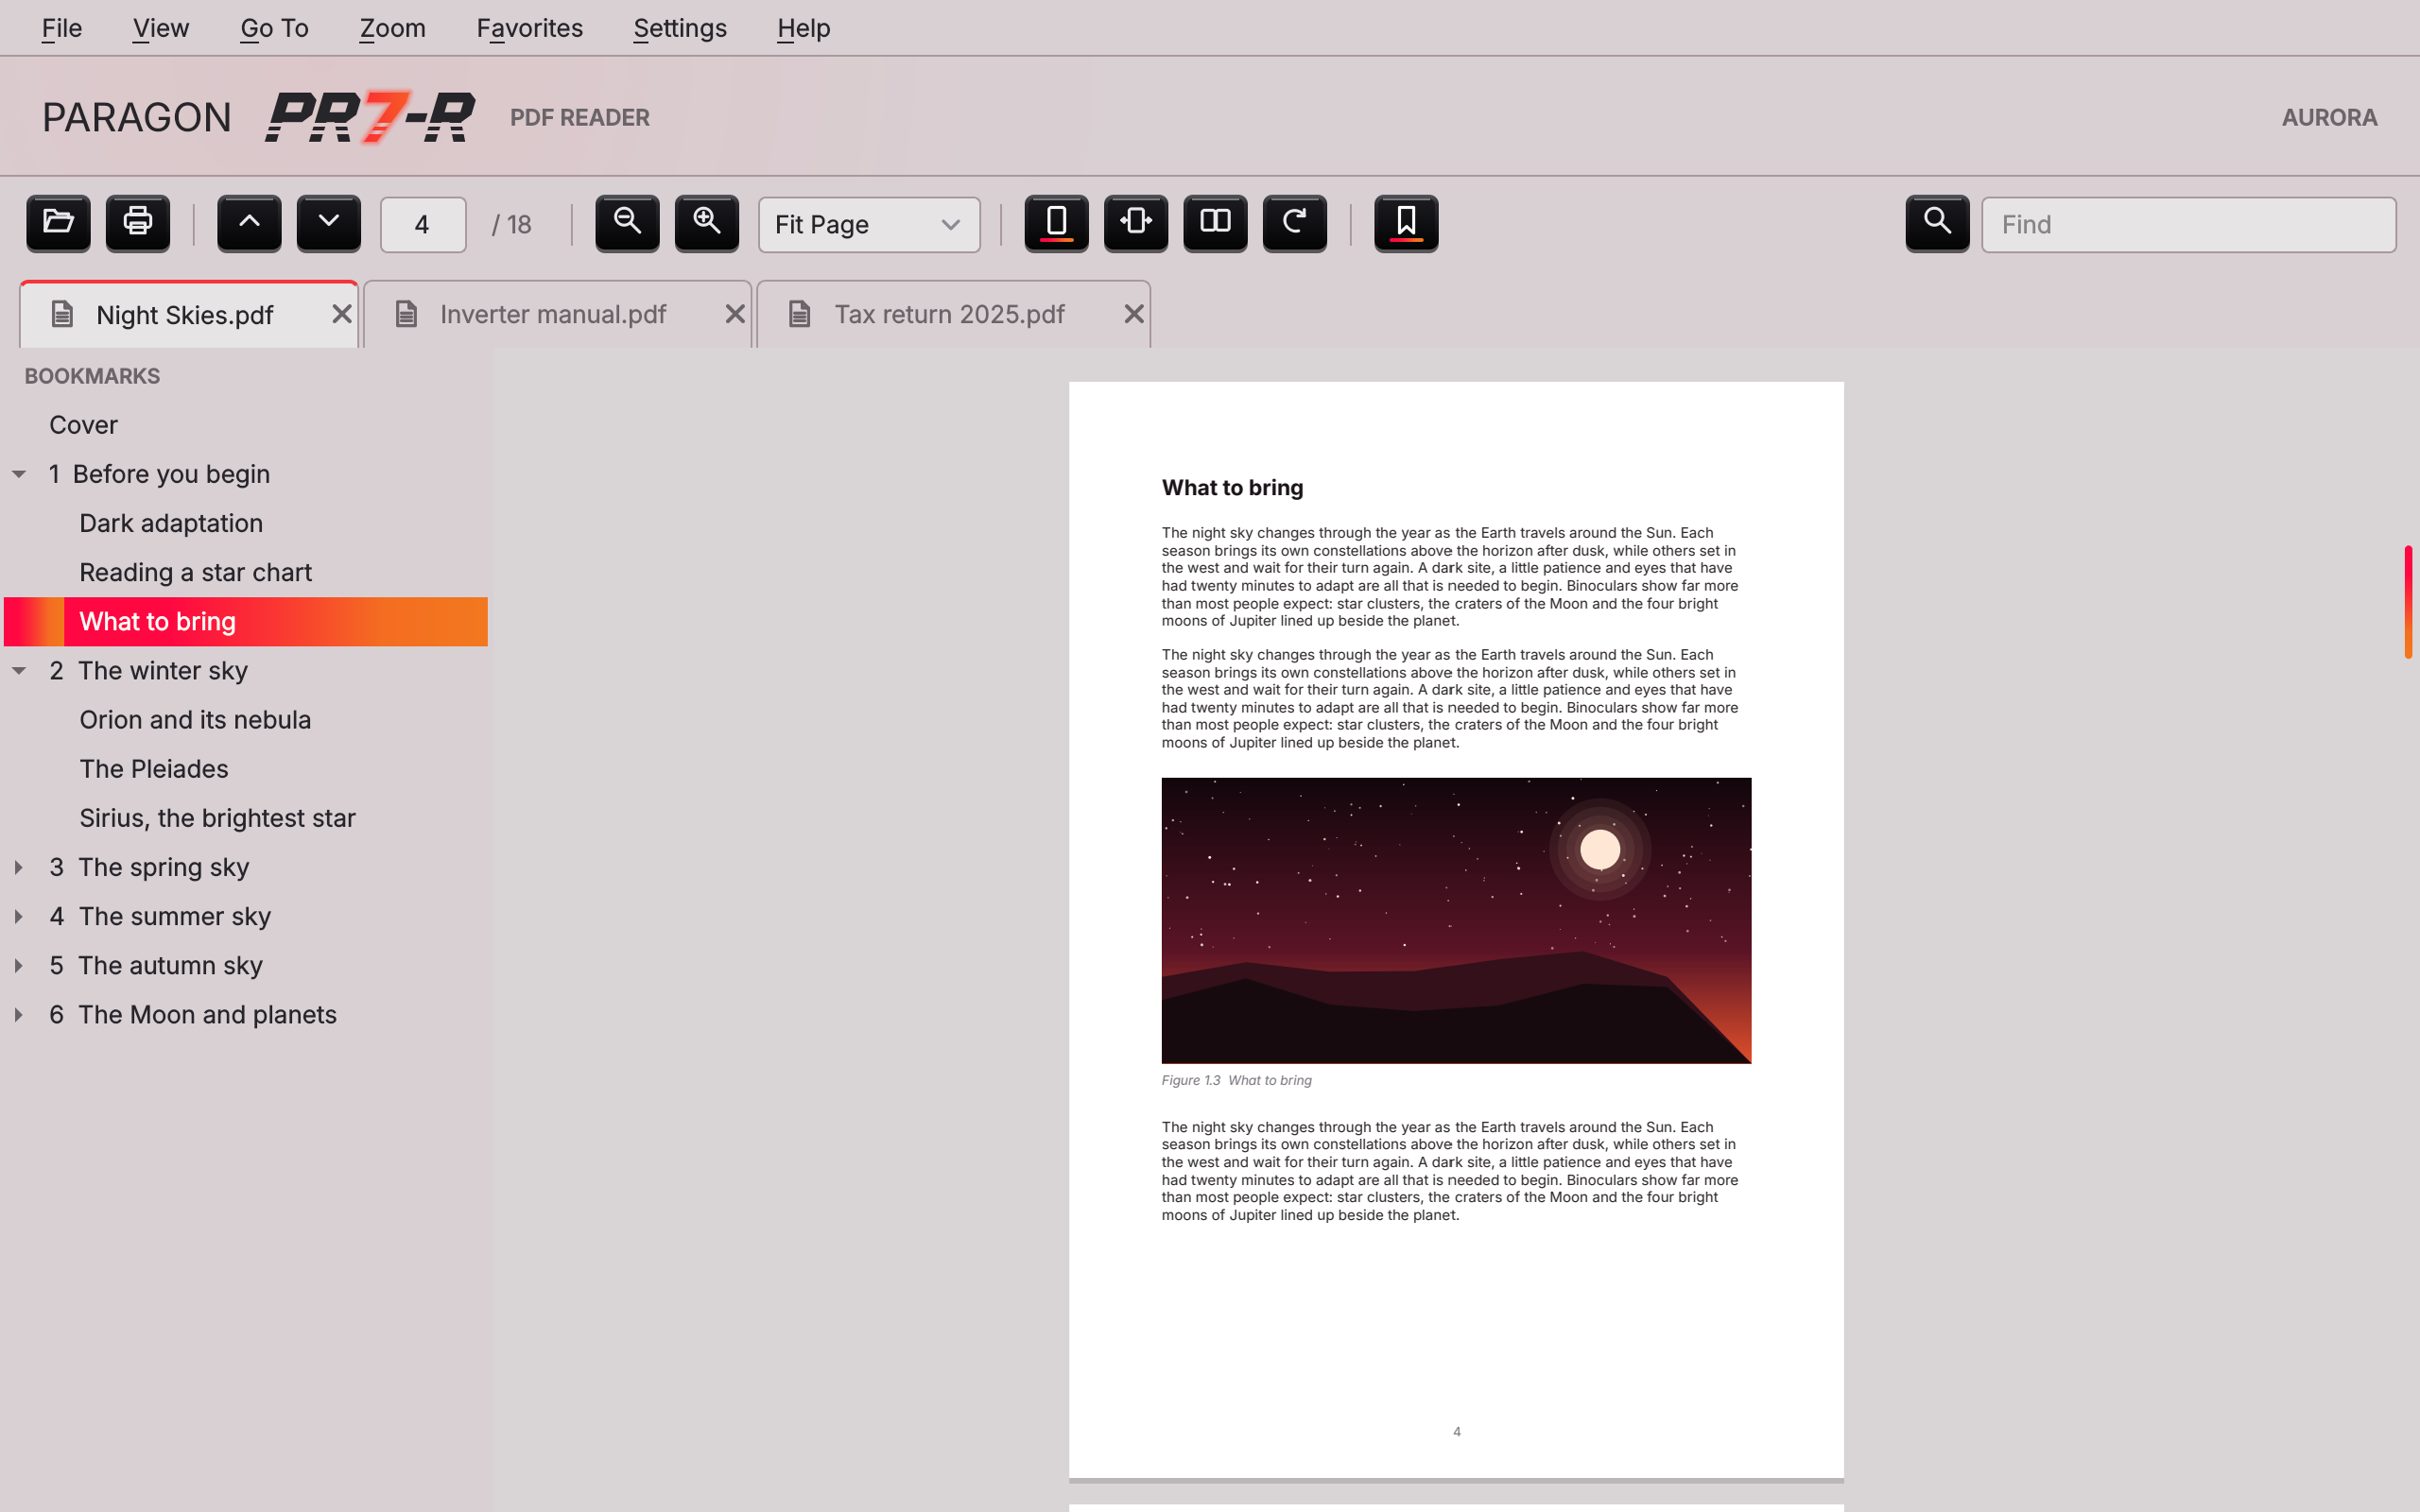 File View Go To Zoom Favorites Settings Help
PARAGON PR7-R PDF READER AURORA
4 / 18 Fit Page Find
Night Skies.pdf Inverter manual.pdf Tax return 2025.pdf
BOOKMARKS
Cover
1 Before you begin
Dark adaptation
Reading a star chart
What to bring
2 The winter sky
Orion and its nebula
The Pleiades
Sirius, the brightest star
3 The spring sky
4 The summer sky
5 The autumn sky
6 The Moon and planets
What to bring
The night sky changes through the year as the Earth travels around the Sun. Each
season brings its own constellations above the horizon after dusk, while others set in
the west and wait for their turn again. A dark site, a little patience and eyes that have
had twenty minutes to adapt are all that is needed to begin. Binoculars show far more
than most people expect: star clusters, the craters of the Moon and the four bright
moons of Jupiter lined up beside the planet.
The night sky changes through the year as the Earth travels around the Sun. Each
season brings its own constellations above the horizon after dusk, while others set in
the west and wait for their turn again. A dark site, a little patience and eyes that have
had twenty minutes to adapt are all that is needed to begin. Binoculars show far more
than most people expect: star clusters, the craters of the Moon and the four bright
moons of Jupiter lined up beside the planet.
Figure 1.3 What to bring
The night sky changes through the year as the Earth travels around the Sun. Each
season brings its own constellations above the horizon after dusk, while others set in
the west and wait for their turn again. A dark site, a little patience and eyes that have
had twenty minutes to adapt are all that is needed to begin. Binoculars show far more
than most people expect: star clusters, the craters of the Moon and the four bright
moons of Jupiter lined up beside the planet.
4